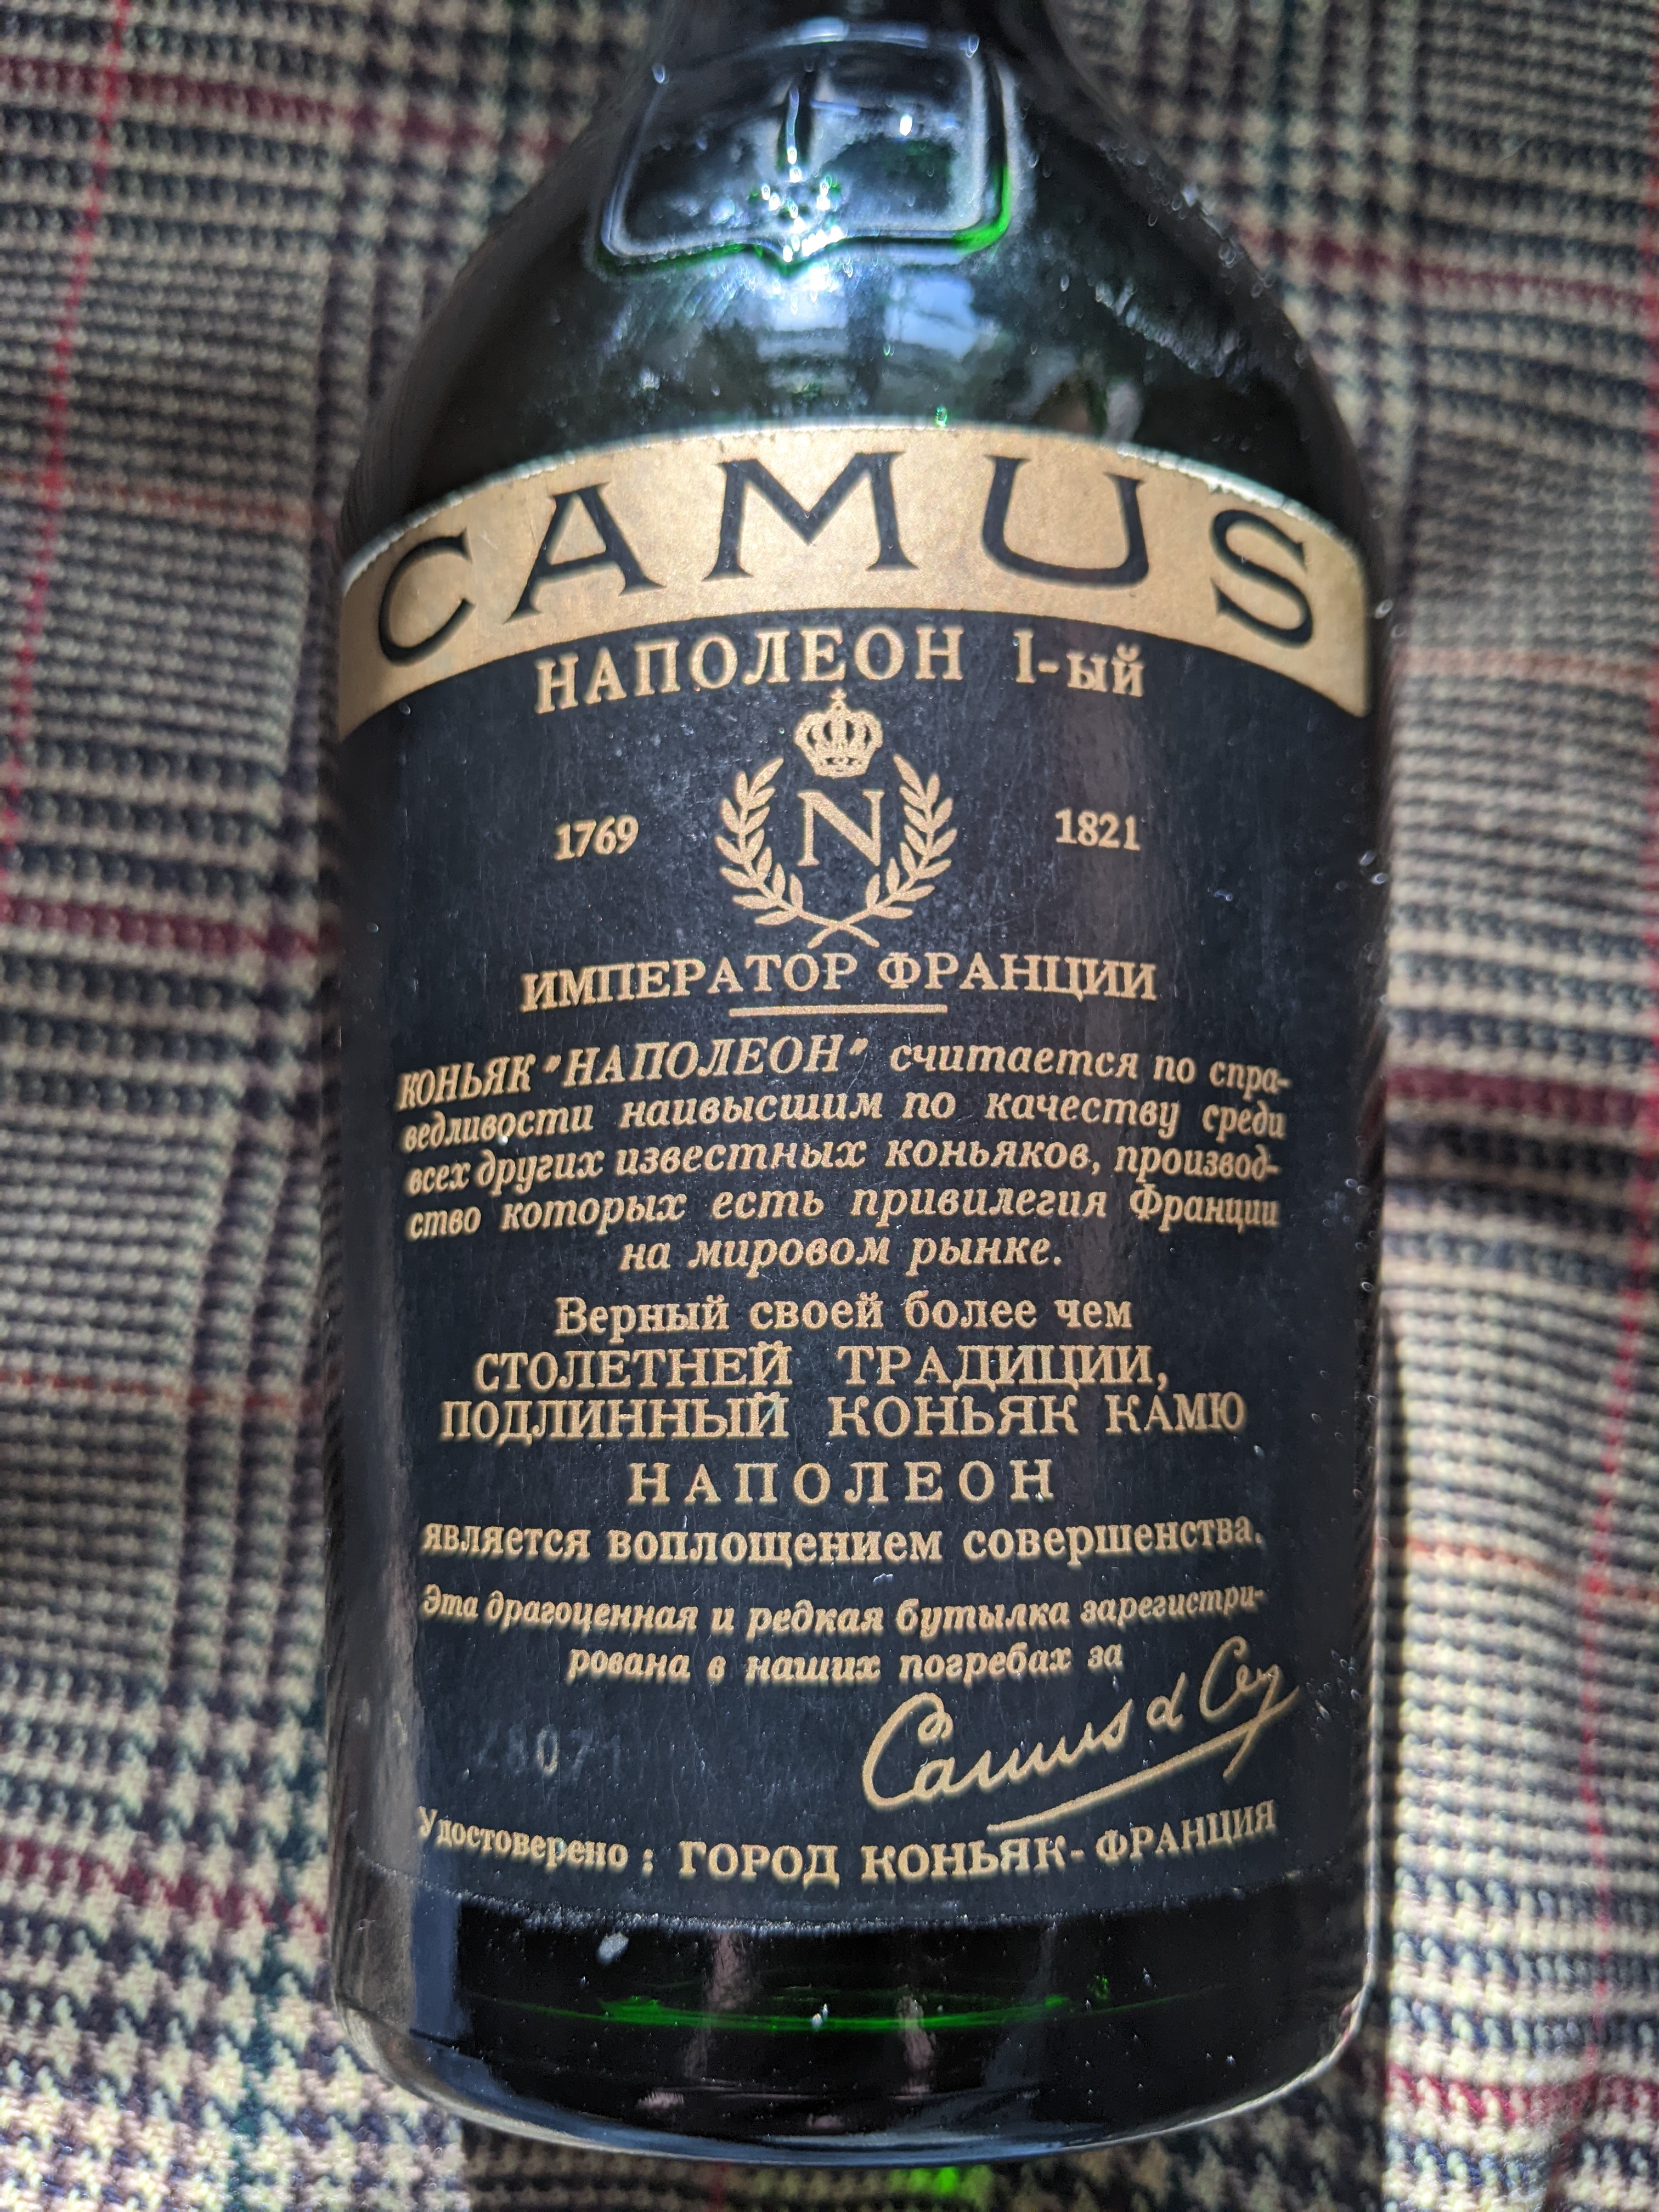 CAMUS
НАПОЛЕОН 1-ый
N
1769 1821
ИМПЕРАТОР ФРАНЦИИ
КОНЬЯК "НАПОЛЕОН" считается по спра-
ведливости наивысшим по качеству среди
всех других известных коньяков, производ-
ство которых есть привилегия Франции
на мировом рынке.
Верный своей более чем
СТОЛЕТНЕЙ ТРАДИЦИИ,
ПОДЛИННЫЙ КОНЬЯК КАМЮ
НАПОЛЕОН
является воплощением совершенства.
Эта драгоценная и редкая бутылка зарегистри-
рована в наших погребах за
Camus & Cy
Удостоверено : ГОРОД КОНЬЯК - ФРАНЦИЯ